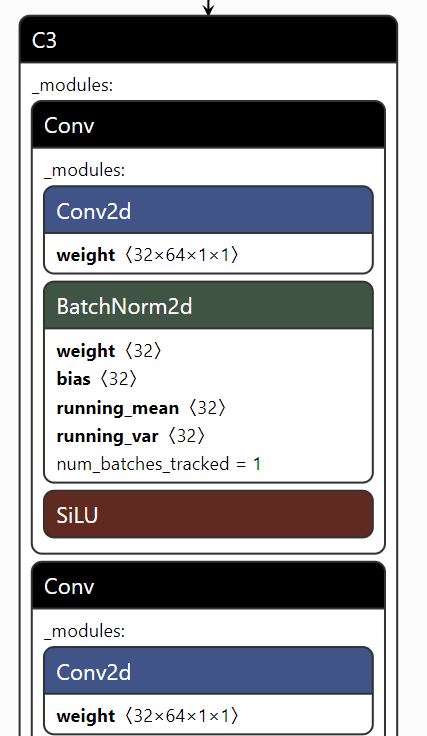 C3
_modules:
Conv
_modules:
Conv2d
weight〈32×64×1×1〉
BatchNorm2d
weight〈32〉
bias〈32〉
running_mean〈32〉
running_var〈32〉
num_batches_tracked = 1
SiLU
Conv
_modules:
Conv2d
weight〈32×64×1×1〉